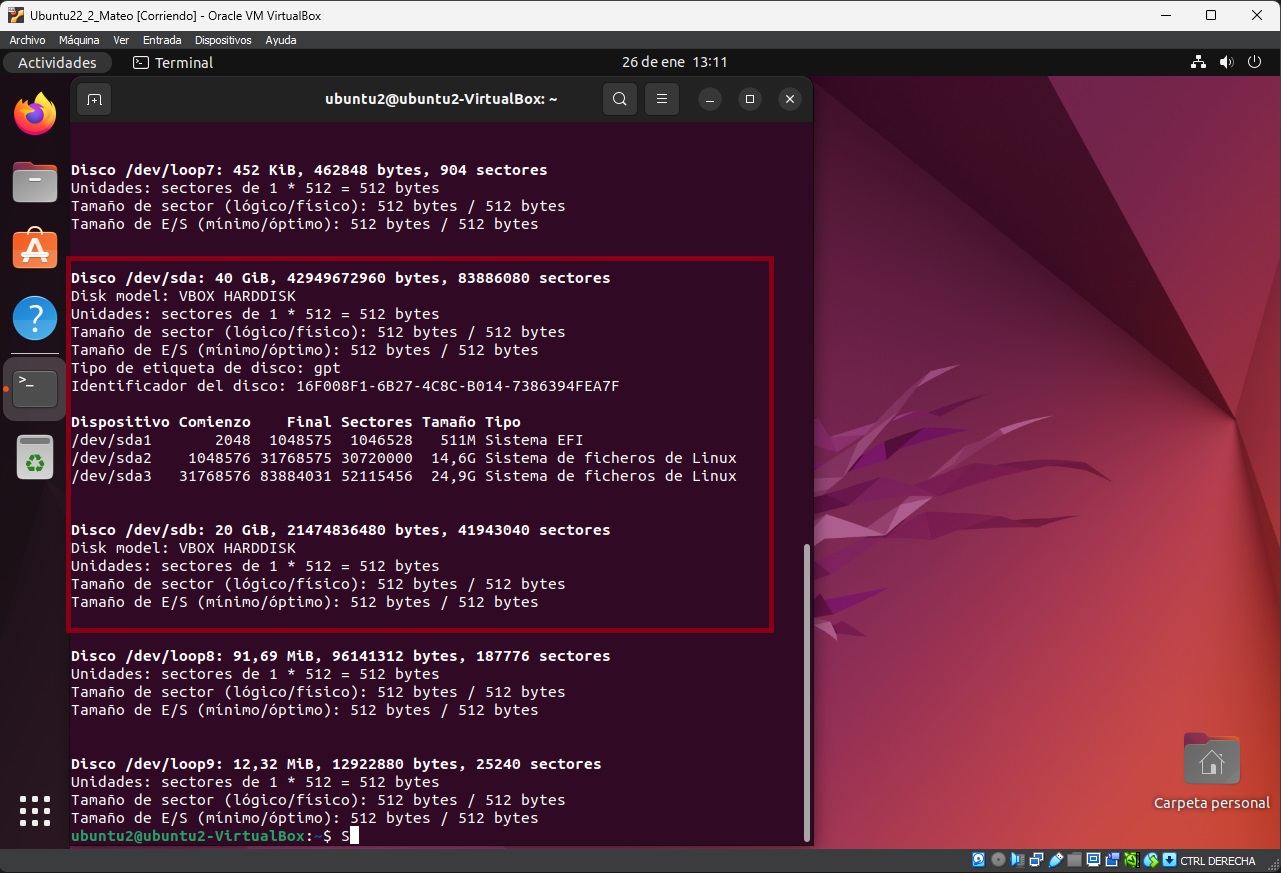 Ubuntu22_2_Mateo [Corriendo] - Oracle VM VirtualBox
Archivo Máquina Ver Entrada Dispositivos Ayuda
Actividades Terminal 26 de ene 13:11
ubuntu2@ubuntu2-VirtualBox: ~
Disco /dev/loop7: 452 KiB, 462848 bytes, 904 sectores
Unidades: sectores de 1 * 512 = 512 bytes
Tamaño de sector (lógico/físico): 512 bytes / 512 bytes
Tamaño de E/S (mínimo/óptimo): 512 bytes / 512 bytes
Disco /dev/sda: 40 GiB, 42949672960 bytes, 83886080 sectores
Disk model: VBOX HARDDISK
Unidades: sectores de 1 * 512 = 512 bytes
Tamaño de sector (lógico/físico): 512 bytes / 512 bytes
Tamaño de E/S (mínimo/óptimo): 512 bytes / 512 bytes
Tipo de etiqueta de disco: gpt
Identificador del disco: 16F008F1-6B27-4C8C-B014-7386394FEA7F
Dispositivo Comienzo Final Sectores Tamaño Tipo
/dev/sda1 2048 1048575 1046528 511M Sistema EFI
/dev/sda2 1048576 31768575 30720000 14,6G Sistema de ficheros de Linux
/dev/sda3 31768576 83884031 52115456 24,9G Sistema de ficheros de Linux
Disco /dev/sdb: 20 GiB, 21474836480 bytes, 41943040 sectores
Disk model: VBOX HARDDISK
Unidades: sectores de 1 * 512 = 512 bytes
Tamaño de sector (lógico/físico): 512 bytes / 512 bytes
Tamaño de E/S (mínimo/óptimo): 512 bytes / 512 bytes
Disco /dev/loop8: 91,69 MiB, 96141312 bytes, 187776 sectores
Unidades: sectores de 1 * 512 = 512 bytes
Tamaño de sector (lógico/físico): 512 bytes / 512 bytes
Tamaño de E/S (mínimo/óptimo): 512 bytes / 512 bytes
Disco /dev/loop9: 12,32 MiB, 12922880 bytes, 25240 sectores
Unidades: sectores de 1 * 512 = 512 bytes
Tamaño de sector (lógico/físico): 512 bytes / 512 bytes
Tamaño de E/S (mínimo/óptimo): 512 bytes / 512 bytes
ubuntu2@ubuntu2-VirtualBox:~$ S
Carpeta personal
CTRL DERECHA